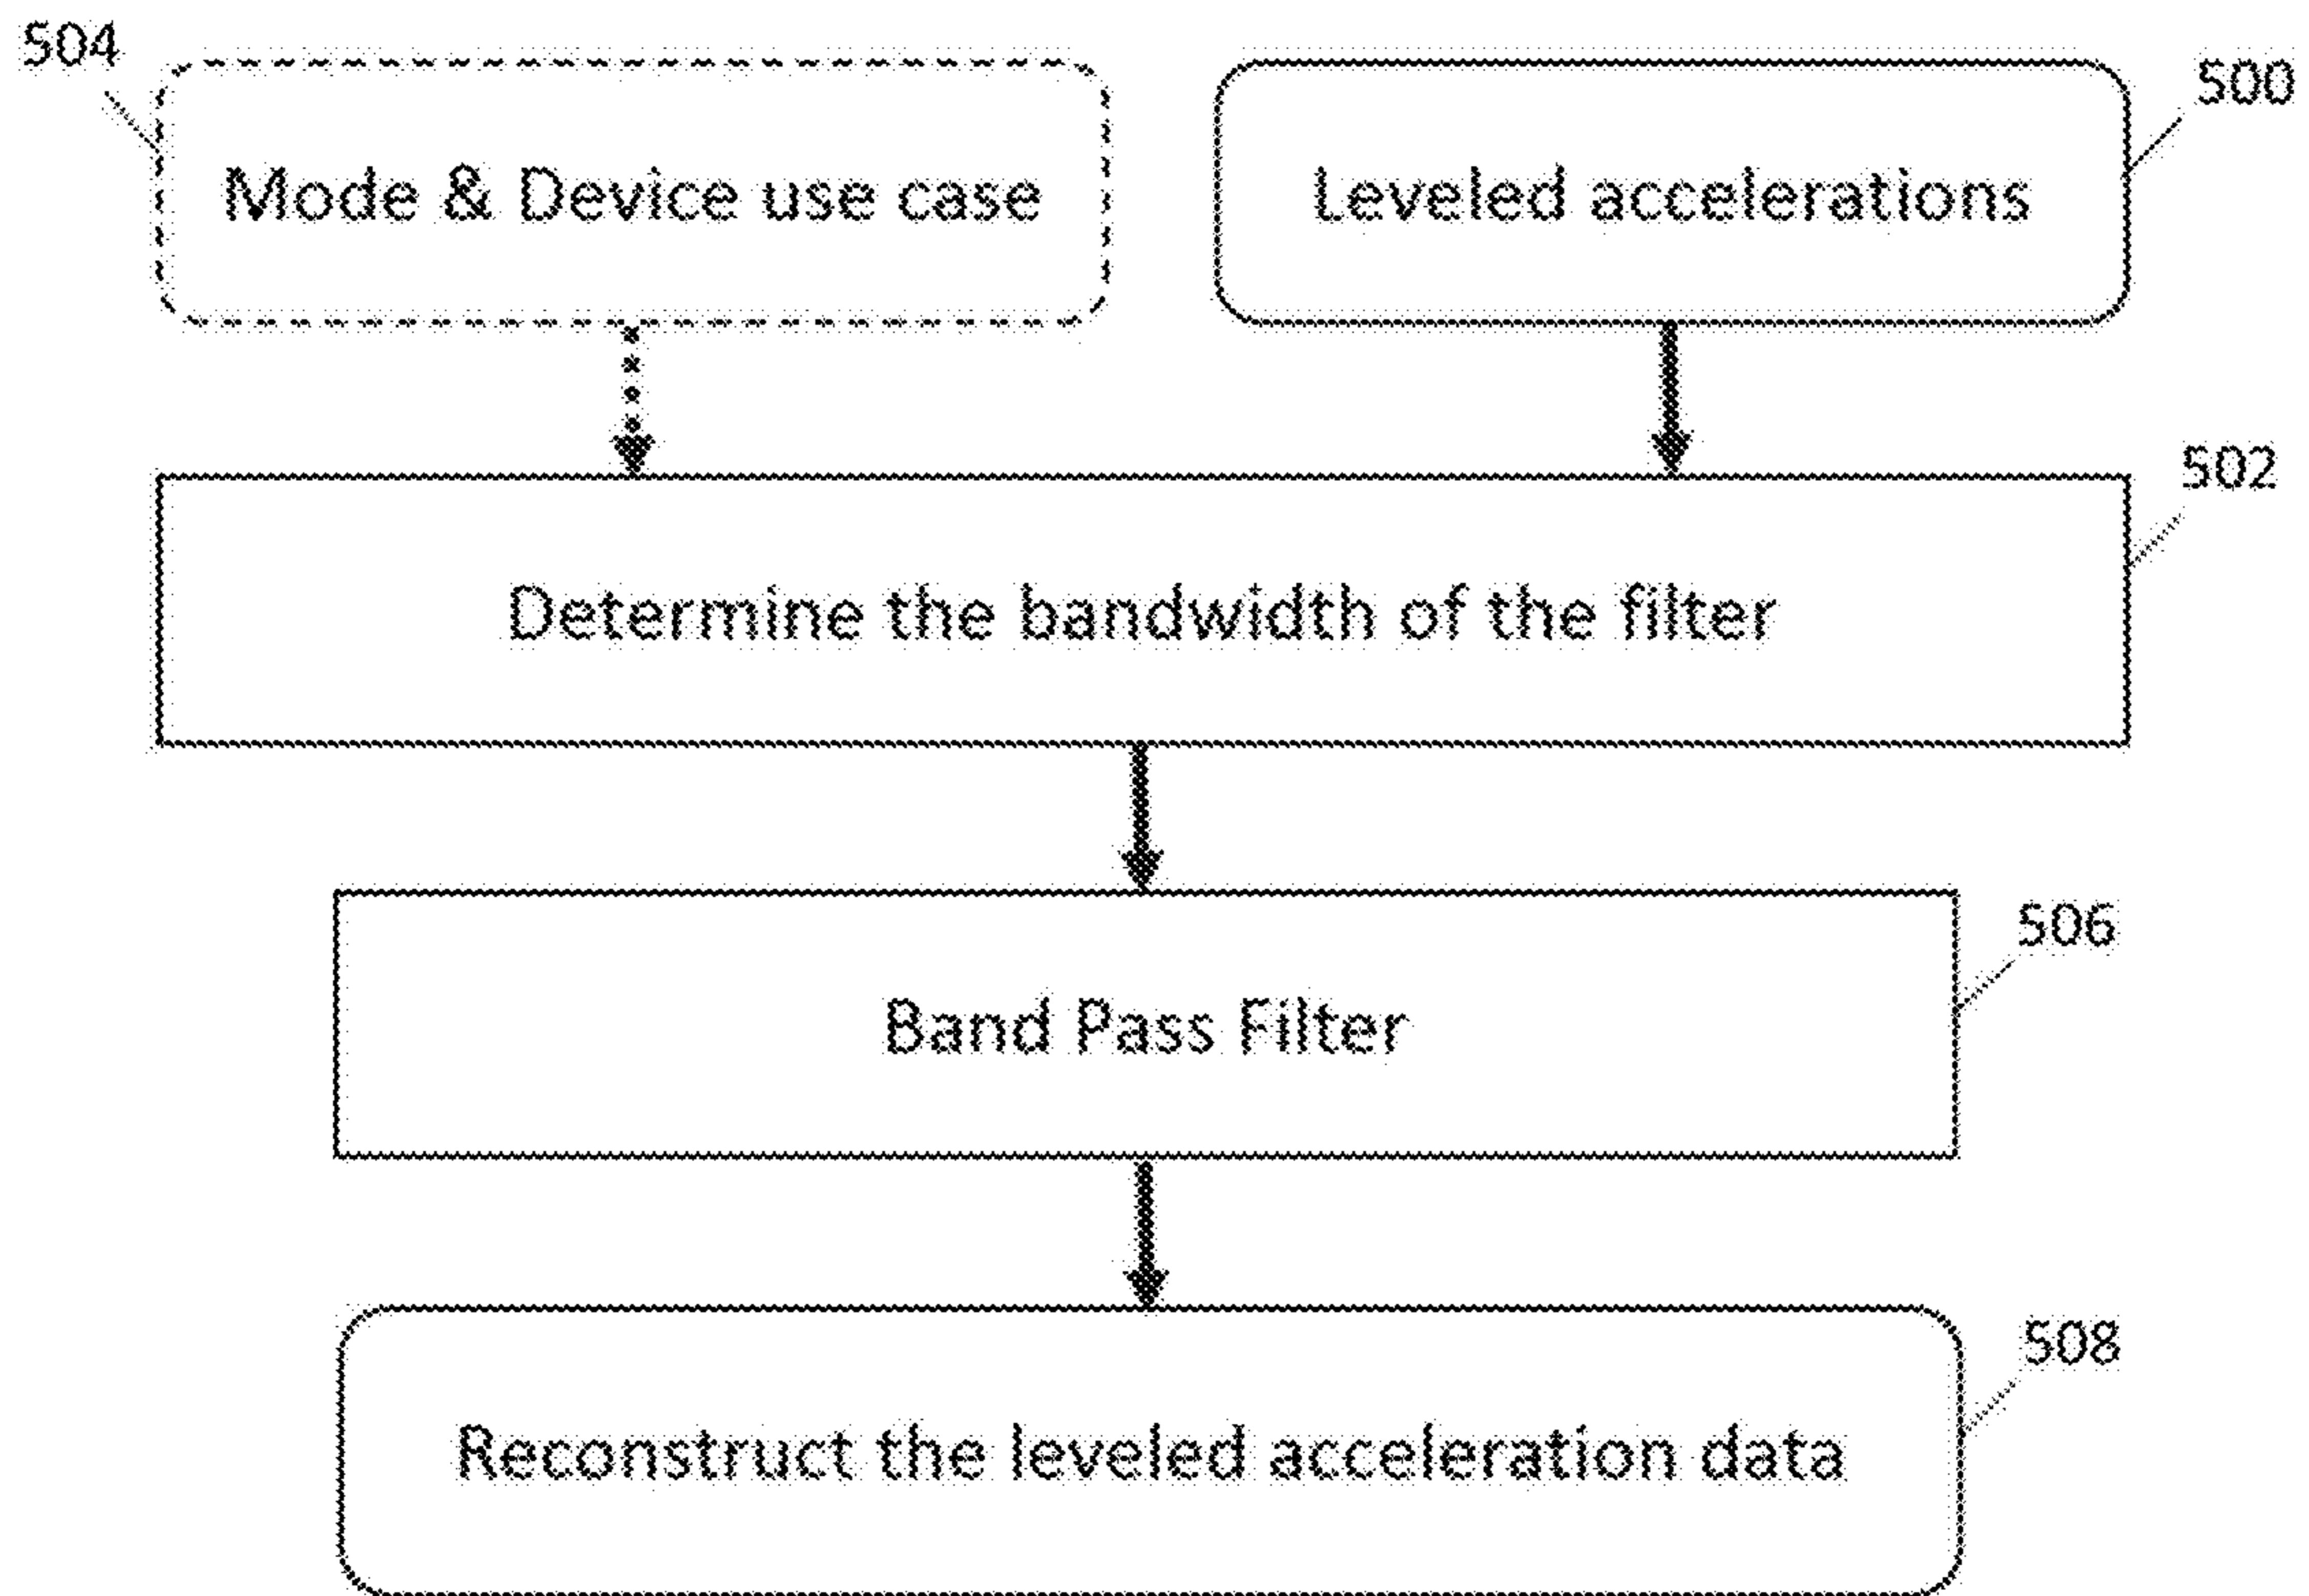 504
Mode & Device use case
Leveled accelerations
500
Determine the bandwidth of the filter
502
Band Pass Filter
506
Reconstruct the leveled acceleration data
508